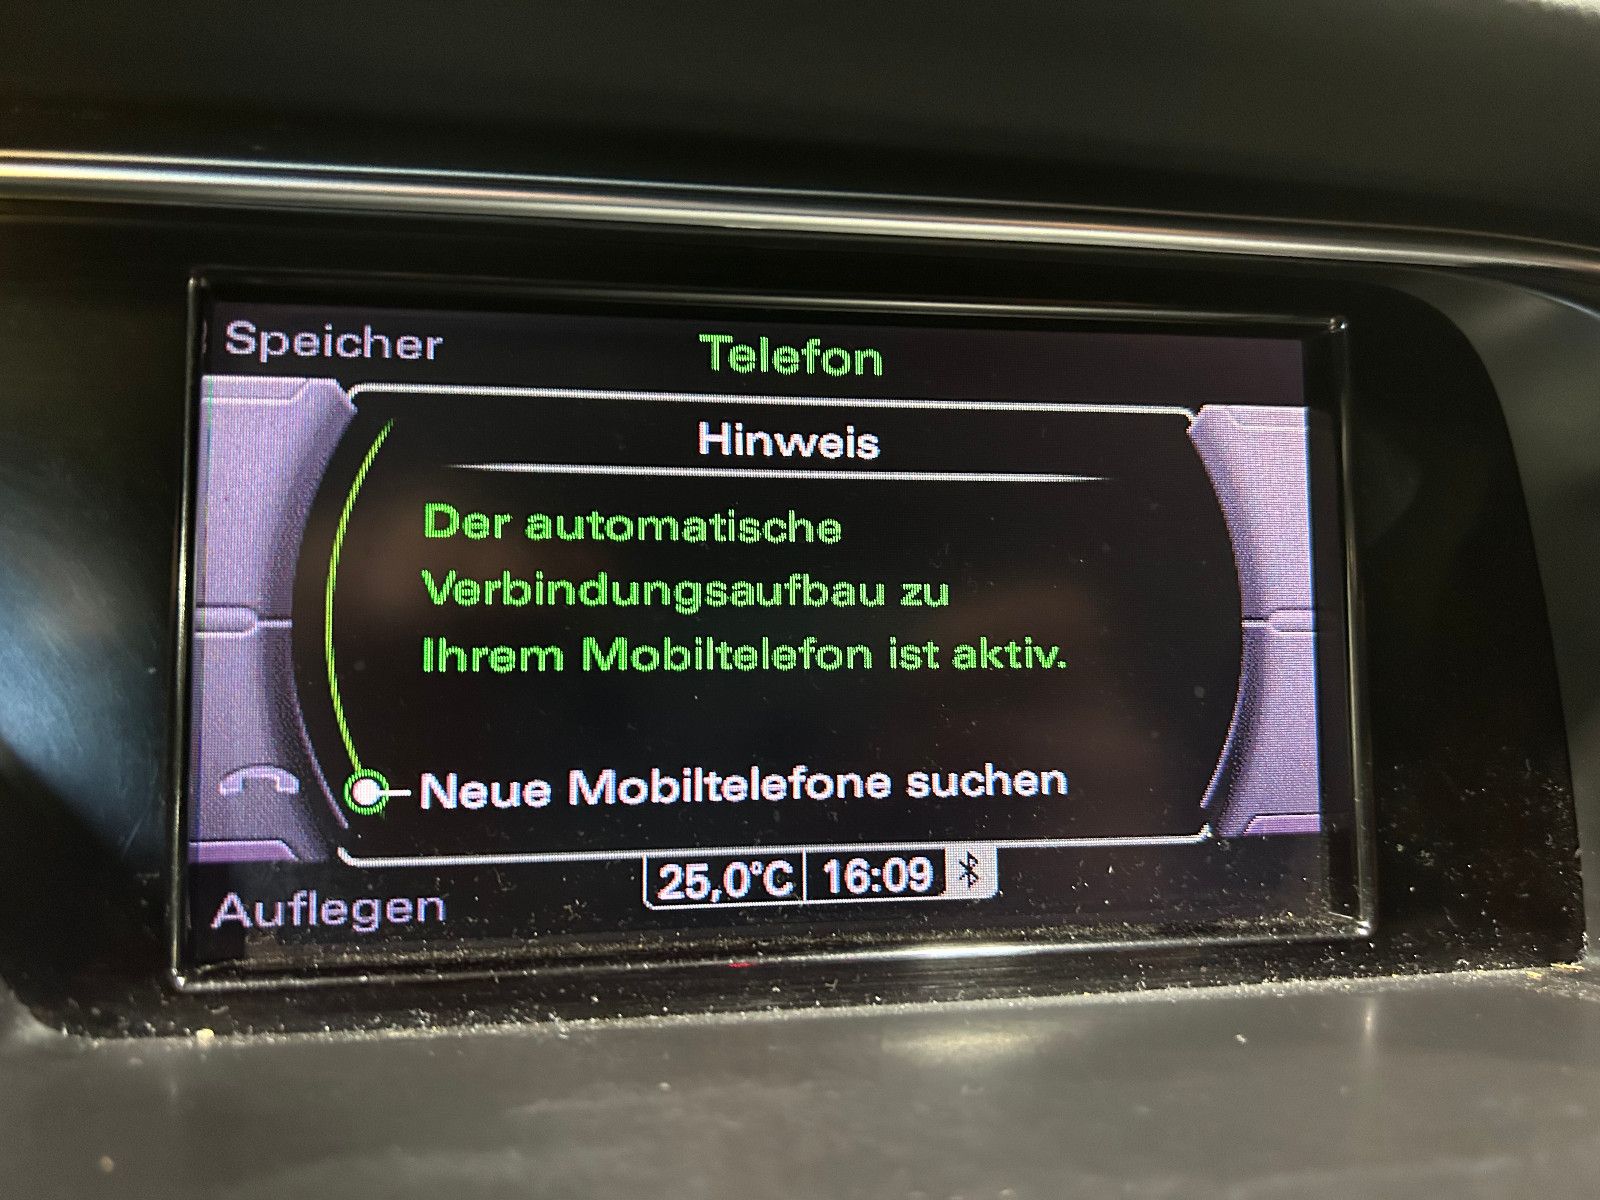 Speicher
Telefon
Hinweis
Der automatische
Verbindungsaufbau zu
Ihrem Mobiltelefon ist aktiv.
Neue Mobiltelefone suchen
25,0°C 16:09
Auflegen